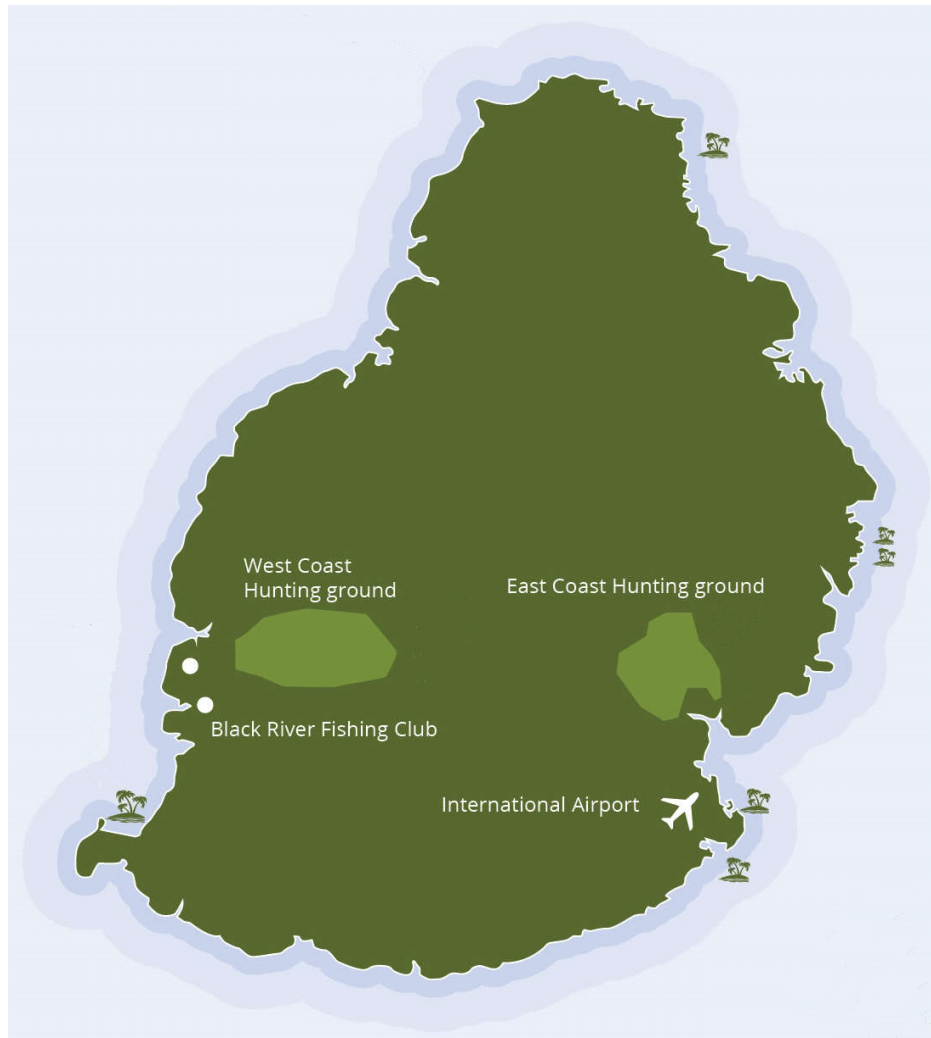 West Coast
Hunting ground
East Coast Hunting ground
Black River Fishing Club
International Airport